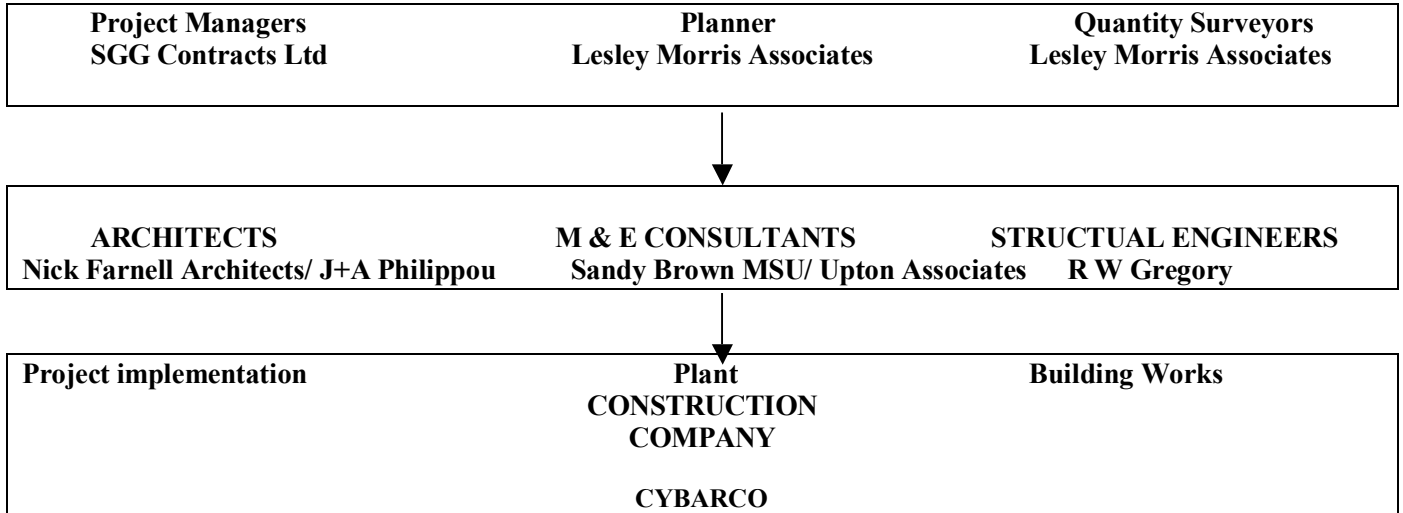 Project Managers Planner Quantity Surveyors
SGG Contracts Ltd Lesley Morris Associates Lesley Morris Associates
ARCHITECTS M & E CONSULTANTS STRUCTUAL ENGINEERS
Nick Farnell Architects/ J+A Philippou Sandy Brown MSU/ Upton Associates R W Gregory
Project implementation Plant Building Works
CONSTRUCTION
COMPANY
CYBARCO